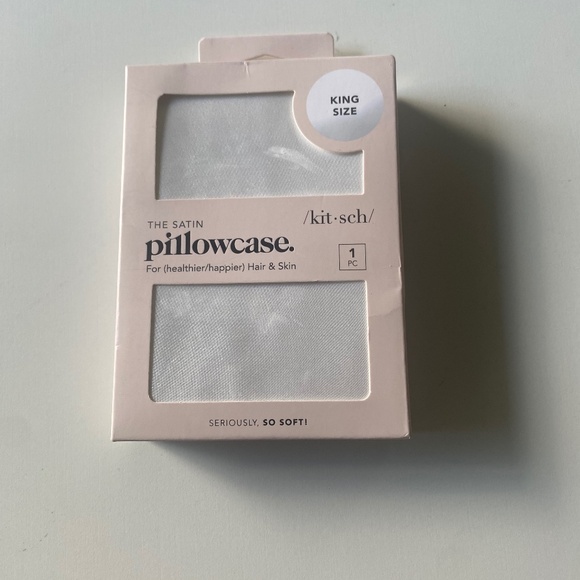 KING
SIZE
/kit·sch/
THE SATIN
pillowcase.
For (healthier/happier) Hair & Skin
1
PC
SERIOUSLY, SO SOFT!